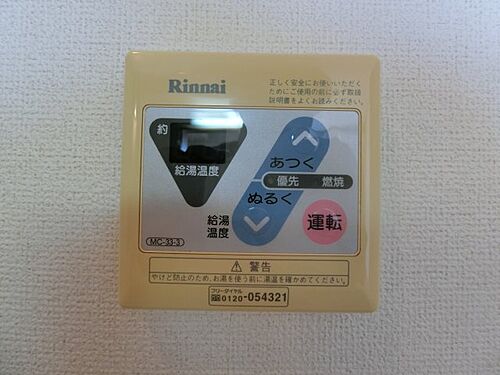 Rinnai
正しく安全にお使いいただく
ためにご使用の前に必ず取扱
説明書をよくお読みください。
約
給湯温度
あつく
優先 燃焼
ぬるく
給湯
温度
運転
MC-33-3
警告
やけど防止のため、お湯を使う前に湯温を確かめてください。
フリーダイヤル
0120-054321